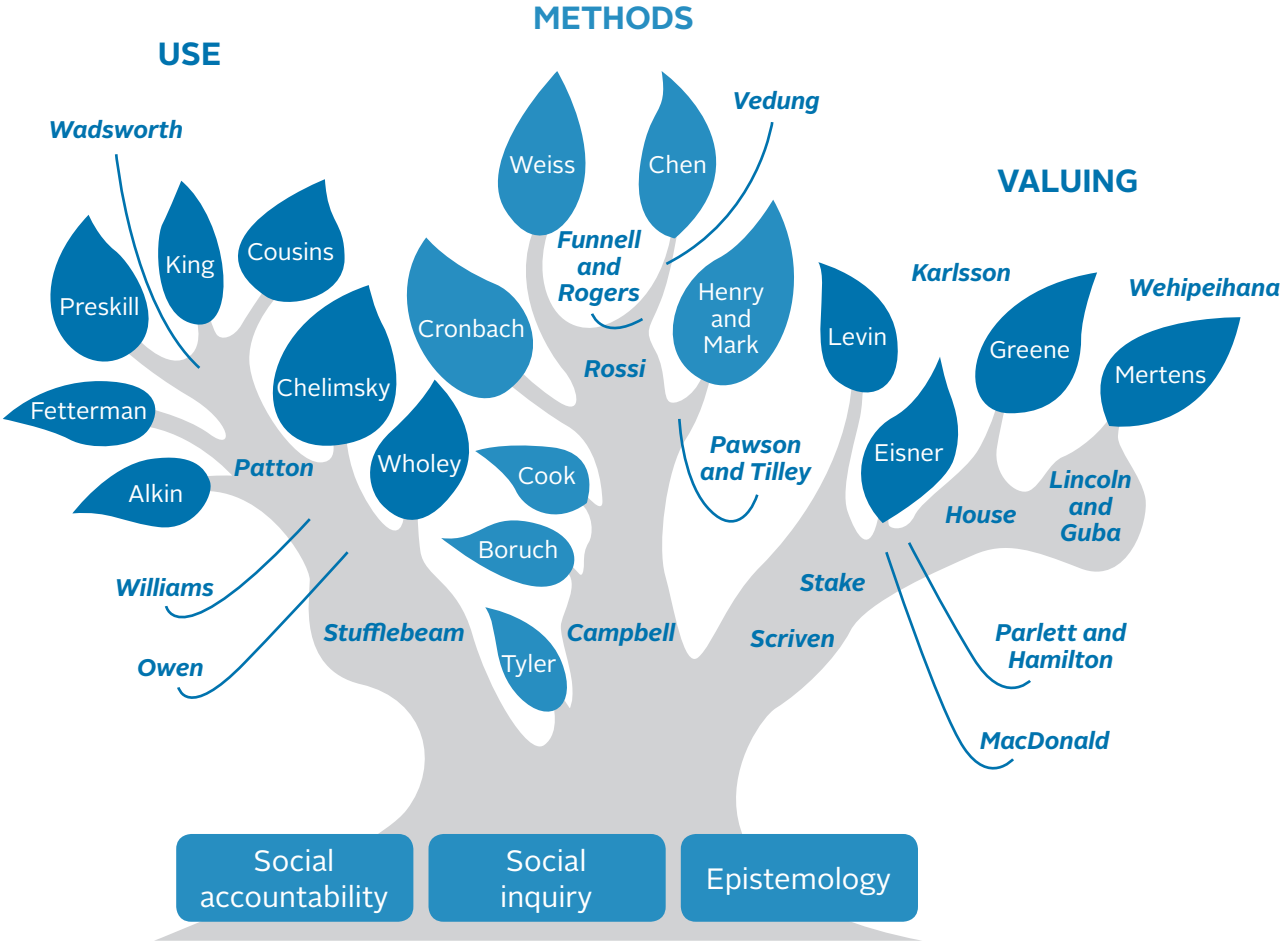 METHODS
USE
Vedung
Wadsworth
Weiss
Chen
VALUING
Funnell
and
Rogers
Cousins
King
Preskill
Karlsson
Wehipeihana
Henry
and
Mark
Cronbach
Levin
Greene
Mertens
Rossi
Chelimsky
Fetterman
Pawson
and Tilley
Eisner
Patton
Wholey
Cook
Alkin
Lincoln
and
Guba
House
Boruch
Williams
Stake
Stufflebeam
Campbell
Scriven
Parlett and
Hamilton
Owen
Tyler
MacDonald
Social
accountability
Social
inquiry
Epistemology